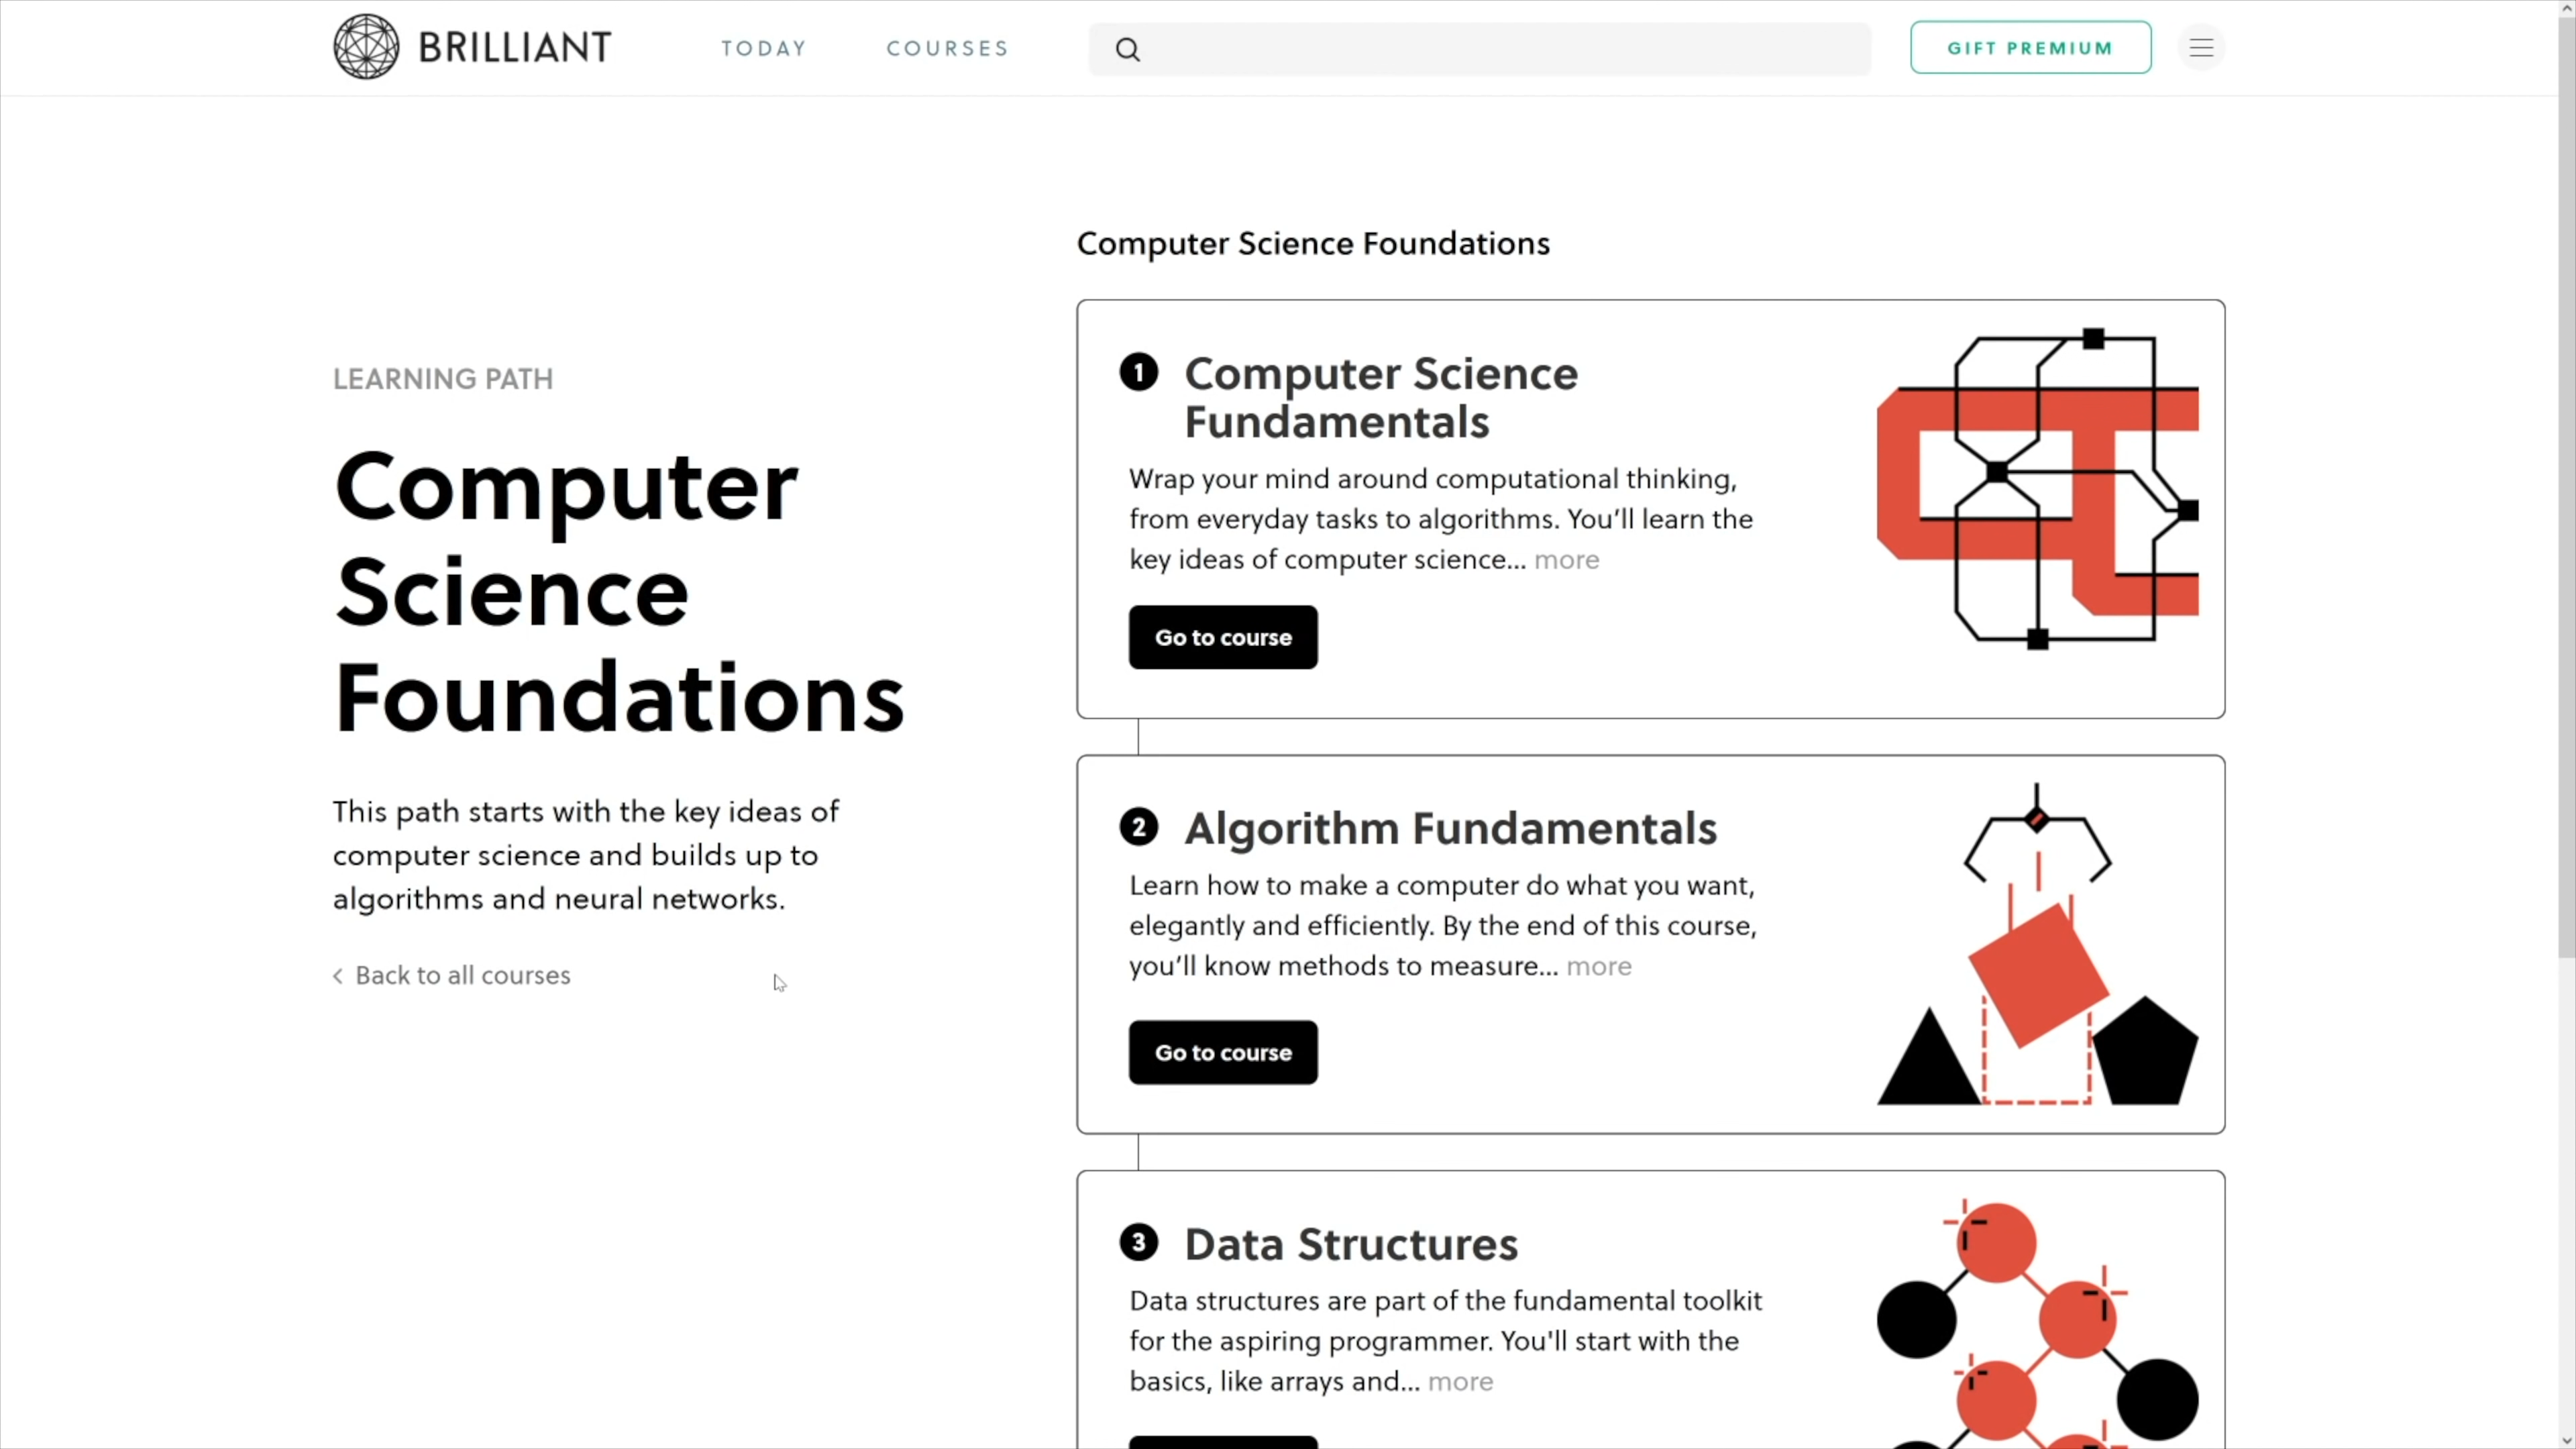 BRILLIANT
TODAY
COURSES
GIFT PREMIUM
LEARNING PATH
Computer
Science
Foundations
This path starts with the key ideas of
computer science and builds up to
algorithms and neural networks.
< Back to all courses
Computer Science Foundations
1 Computer Science
Fundamentals
Wrap your mind around computational thinking,
from everyday tasks to algorithms. You’ll learn the
key ideas of computer science... more
Go to course
2 Algorithm Fundamentals
Learn how to make a computer do what you want,
elegantly and efficiently. By the end of this course,
you’ll know methods to measure... more
Go to course
3 Data Structures
Data structures are part of the fundamental toolkit
for the aspiring programmer. You'll start with the
basics, like arrays and... more